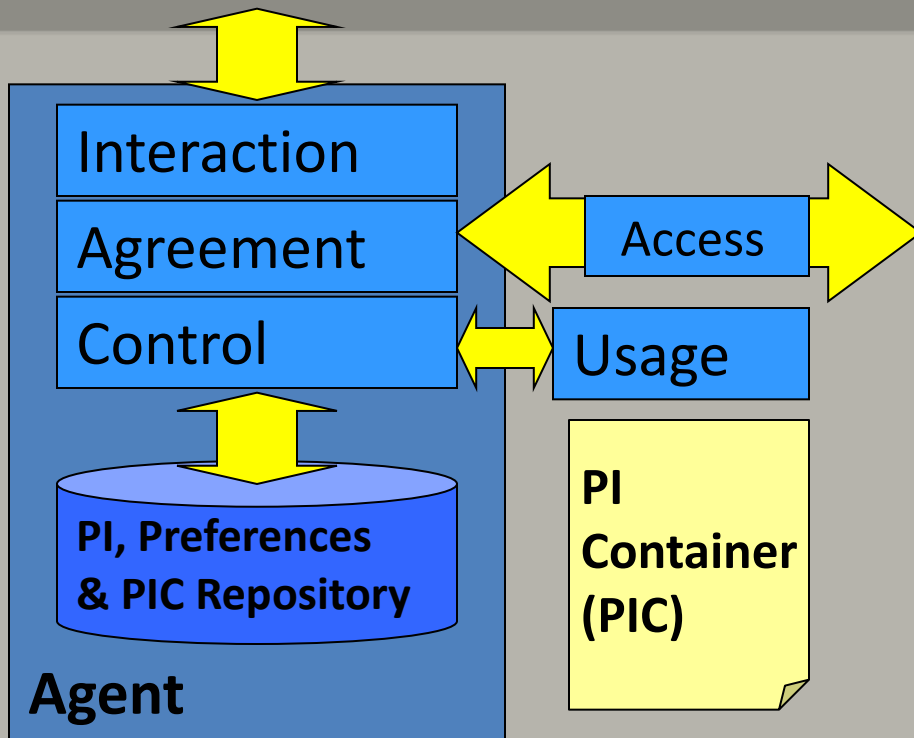 Interaction
Agreement
Control
Access
Usage
PI, Preferences
& PIC Repository
PI
Container
(PIC)
Agent